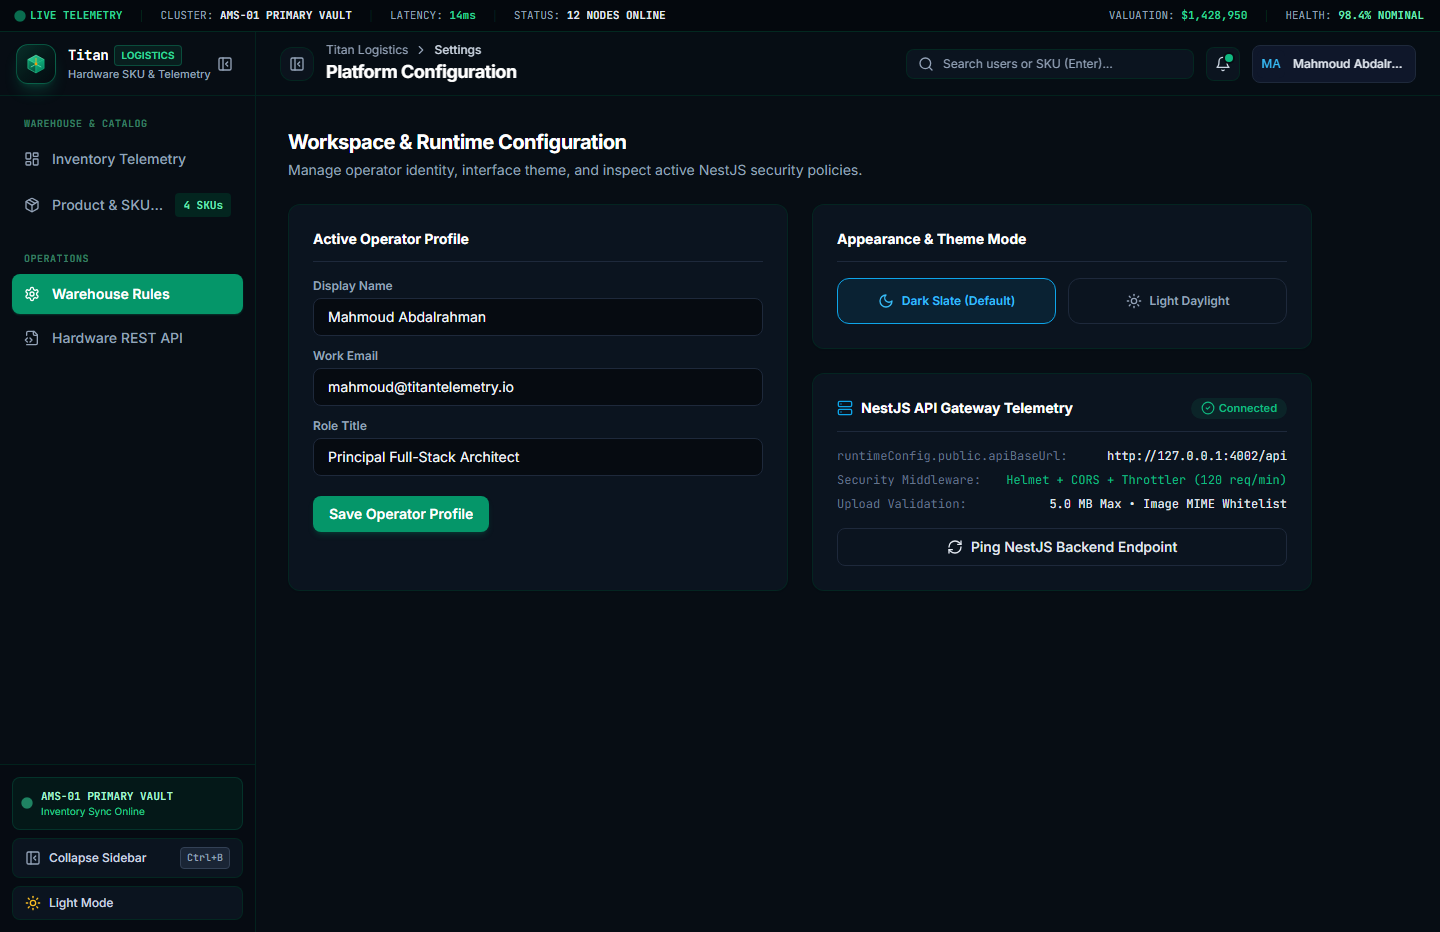 LIVE TELEMETRY CLUSTER: AMS-01 PRIMARY VAULT LATENCY: 14ms STATUS: 12 NODES ONLINE VALUATION: $1,428,950 HEALTH: 98.4% NOMINAL
Titan LOGISTICS
Hardware SKU & Telemetry
Titan Logistics > Settings
Platform Configuration
Search users or SKU (Enter)...
MA Mahmoud Abdalr...
WAREHOUSE & CATALOG
Inventory Telemetry
Product & SKU... 4 SKUs
OPERATIONS
Warehouse Rules
Hardware REST API
AMS-01 PRIMARY VAULT
Inventory Sync Online
Collapse Sidebar Ctrl+B
Light Mode
Workspace & Runtime Configuration
Manage operator identity, interface theme, and inspect active NestJS security policies.
Active Operator Profile
Display Name
Mahmoud Abdalrahman
Work Email
mahmoud@titantelemetry.io
Role Title
Principal Full-Stack Architect
Save Operator Profile
Appearance & Theme Mode
Dark Slate (Default) Light Daylight
NestJS API Gateway Telemetry Connected
runtimeConfig.public.apiBaseUrl: http://127.0.0.1:4002/api
Security Middleware: Helmet + CORS + Throttler (120 req/min)
Upload Validation: 5.0 MB Max • Image MIME Whitelist
Ping NestJS Backend Endpoint